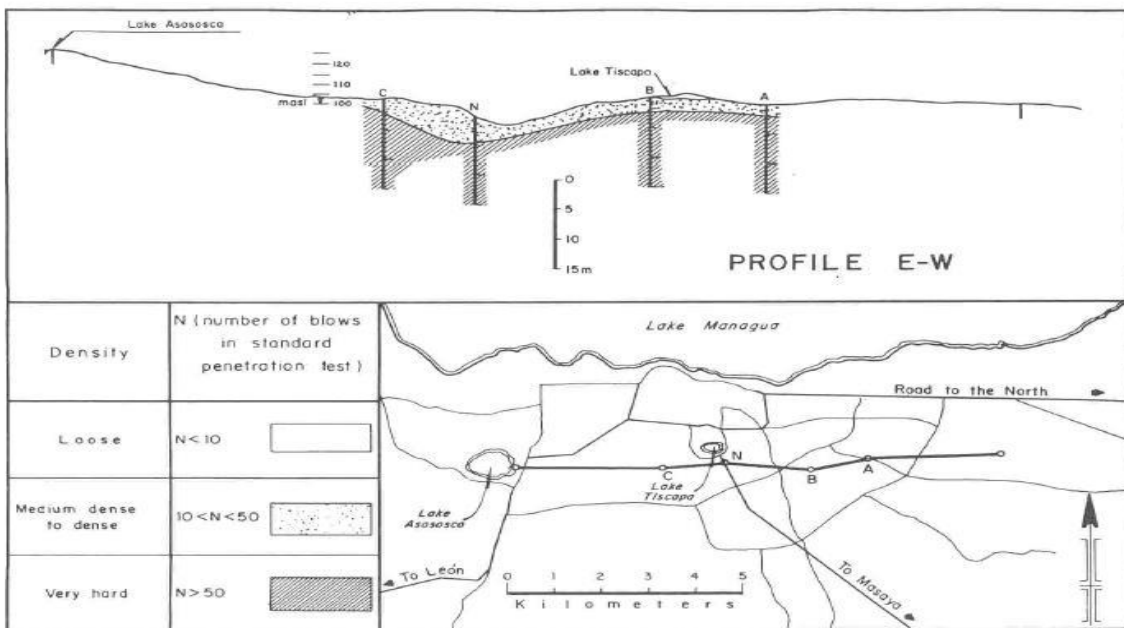 Lake Asososca
120
110
masl
100
C
N
Lake Tiscapa
B
A
0
5
10
15m
PROFILE E-W
Density
N (number of blows
in standard
penetration test)
Loose
N<10
Medium dense
to dense
10<N<50
Very hard
N>50
Lake Managua
Road to the North
N
C
Lake
Tiscapa
B
A
Lake
Asososca
To León
0 1 2 3 4 5
Kilometers
To Masaya